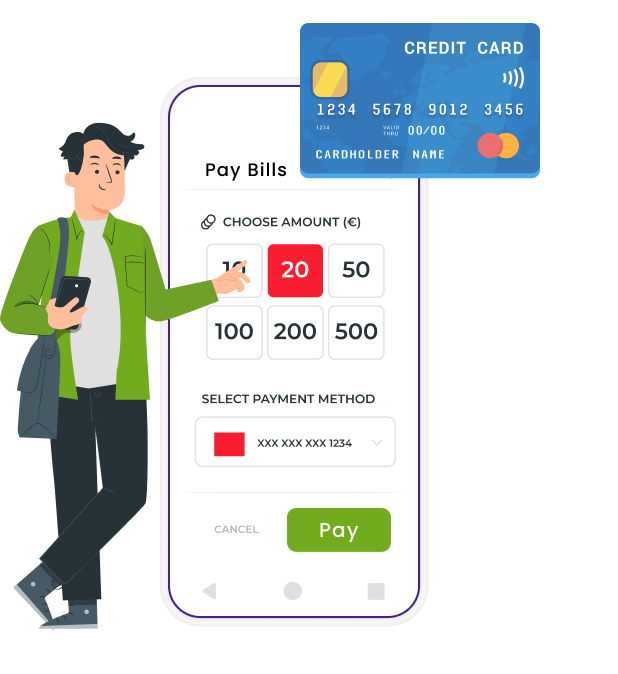 CREDIT CARD
1234 5678 9012 3456
1234 VALID THRU 00/00
CARDHOLDER NAME
Pay Bills
CHOOSE AMOUNT (€)
10 20 50
100 200 500
SELECT PAYMENT METHOD
XXX XXX XXX 1234
CANCEL Pay